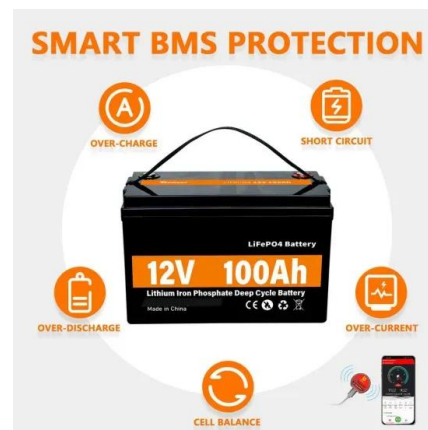 SMART BMS PROTECTION
OVER-CHARGE
SHORT CIRCUIT
LiFePO4 Battery
12V 100Ah
Lithium Iron Phosphate Deep Cycle Battery
Made in China
CE
OVER-DISCHARGE
OVER-CURRENT
CELL BALANCE